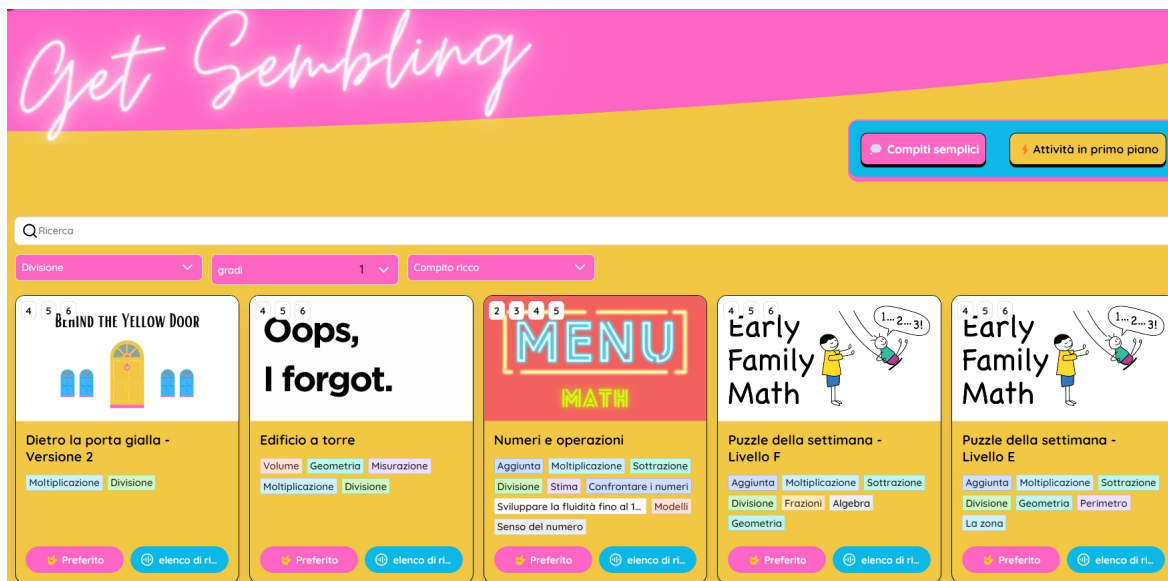 Get Sembling
Compiti semplici
Attività in primo piano
Ricerca
Divisione
gradi 1
Compito ricco
4 5 6
BEHIND THE YELLOW DOOR
Dietro la porta gialla -
Versione 2
Moltiplicazione Divisione
Preferito elenco di ri...
4 5 6
Oops,
I forgot.
Edificio a torre
Volume Geometria Misurazione
Moltiplicazione Divisione
Preferito elenco di ri...
2 3 4 5
MENU
MATH
Numeri e operazioni
Aggiunta Moltiplicazione Sottrazione
Divisione Stima Confrontare i numeri
Sviluppare la fluidità fino al 1... Modelli
Senso del numero
Preferito elenco di ri...
4 5 6
Early
Family
Math
1... 2... 3!
Puzzle della settimana -
Livello F
Aggiunta Moltiplicazione Sottrazione
Divisione Frazioni Algebra
Geometria
Preferito elenco di ri...
4 5 6
Early
Family
Math
1... 2... 3!
Puzzle della settimana -
Livello E
Aggiunta Moltiplicazione Sottrazione
Divisione Geometria Perimetro
La zona
Preferito elenco di ri...